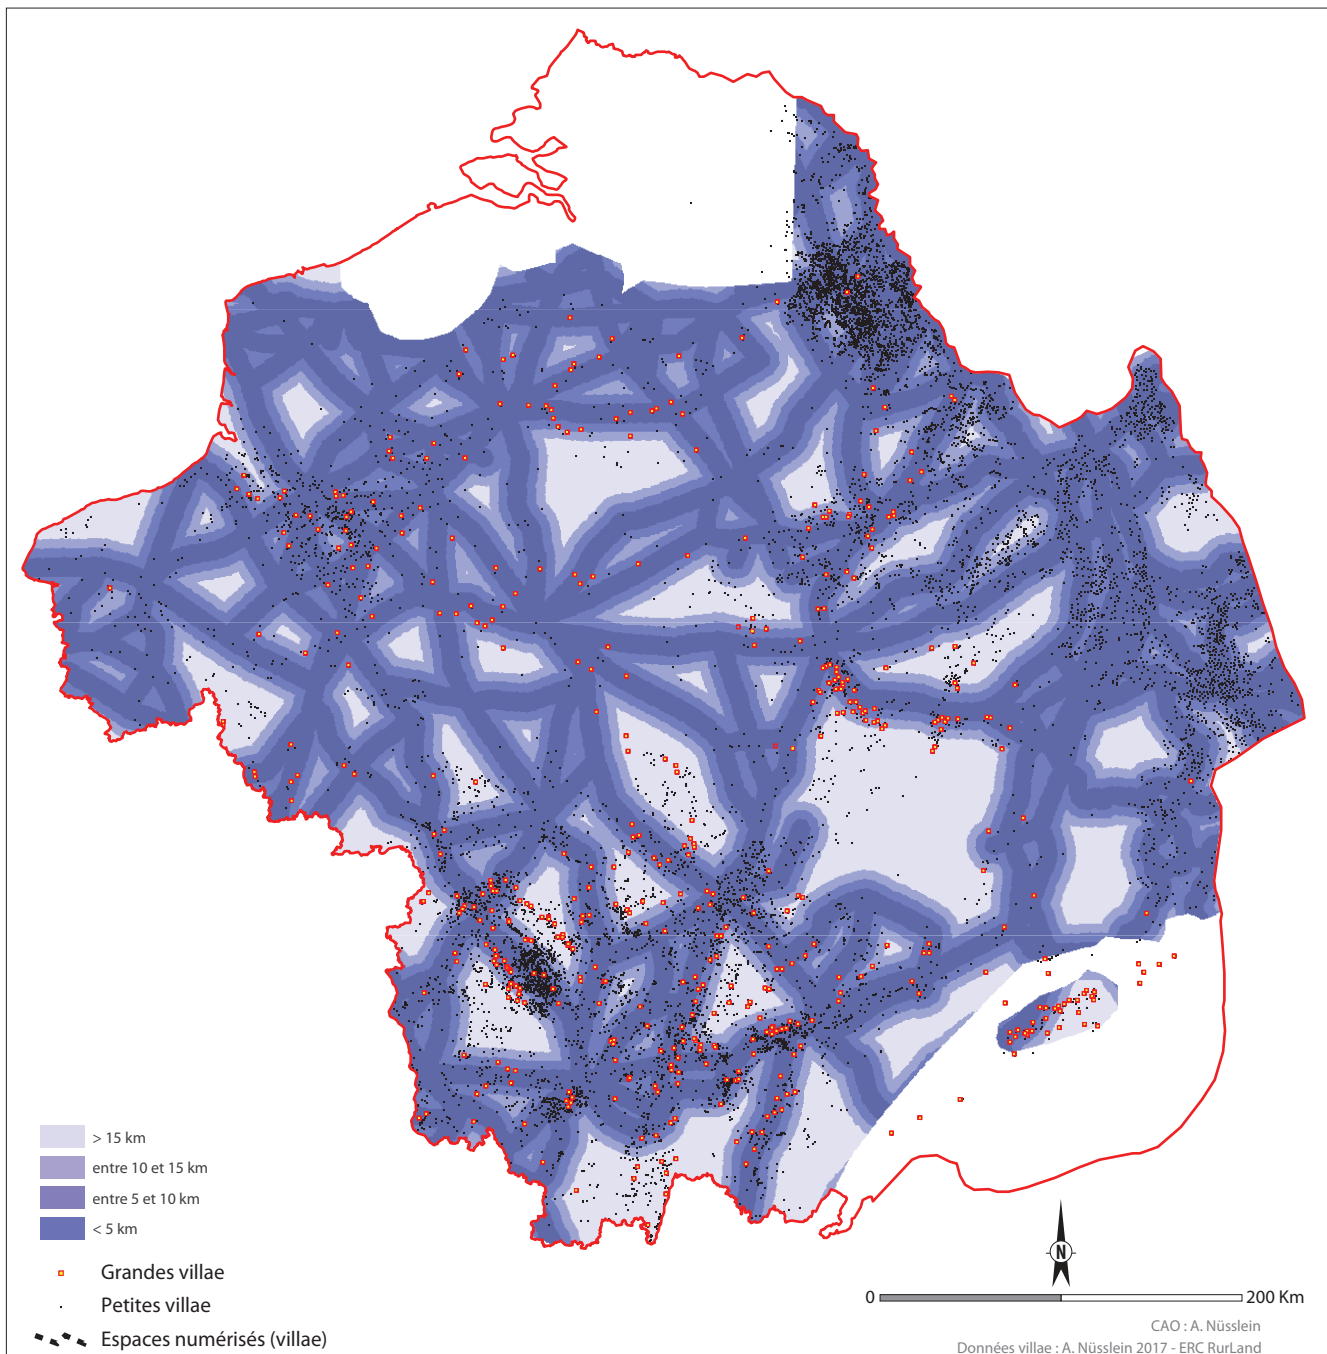 > 15 km
entre 10 et 15 km
entre 5 et 10 km
< 5 km
Grandes villae
Petites villae
Espaces numérisés (villae)
N
0 200 Km
CAO : A. Nüsslein
Données villae : A. Nüsslein 2017 - ERC RurLand